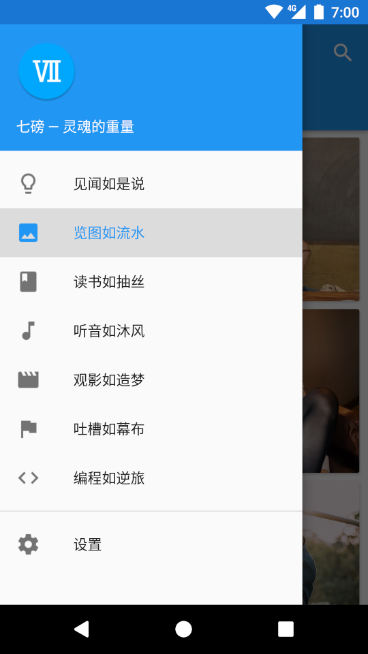 4G 7:00
Ⅶ
七磅 — 灵魂的重量
见闻如是说
览图如流水
读书如抽丝
听音如沐风
观影如造梦
吐槽如幕布
编程如逆旅
设置